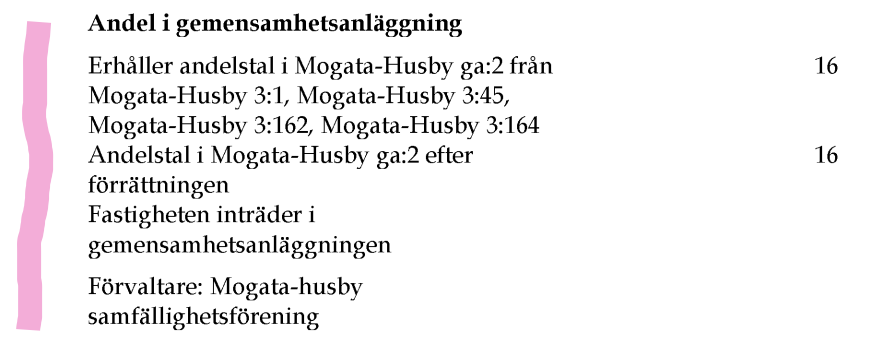 Andel i gemensamhetsanläggning
Erhåller andelstal i Mogata-Husby ga:2 från 16
Mogata-Husby 3:1, Mogata-Husby 3:45,
Mogata-Husby 3:162, Mogata-Husby 3:164
Andelstal i Mogata-Husby ga:2 efter 16
förrättningen
Fastigheten inträder i
gemensamhetsanläggningen
Förvaltare: Mogata-husby
samfällighetsförening